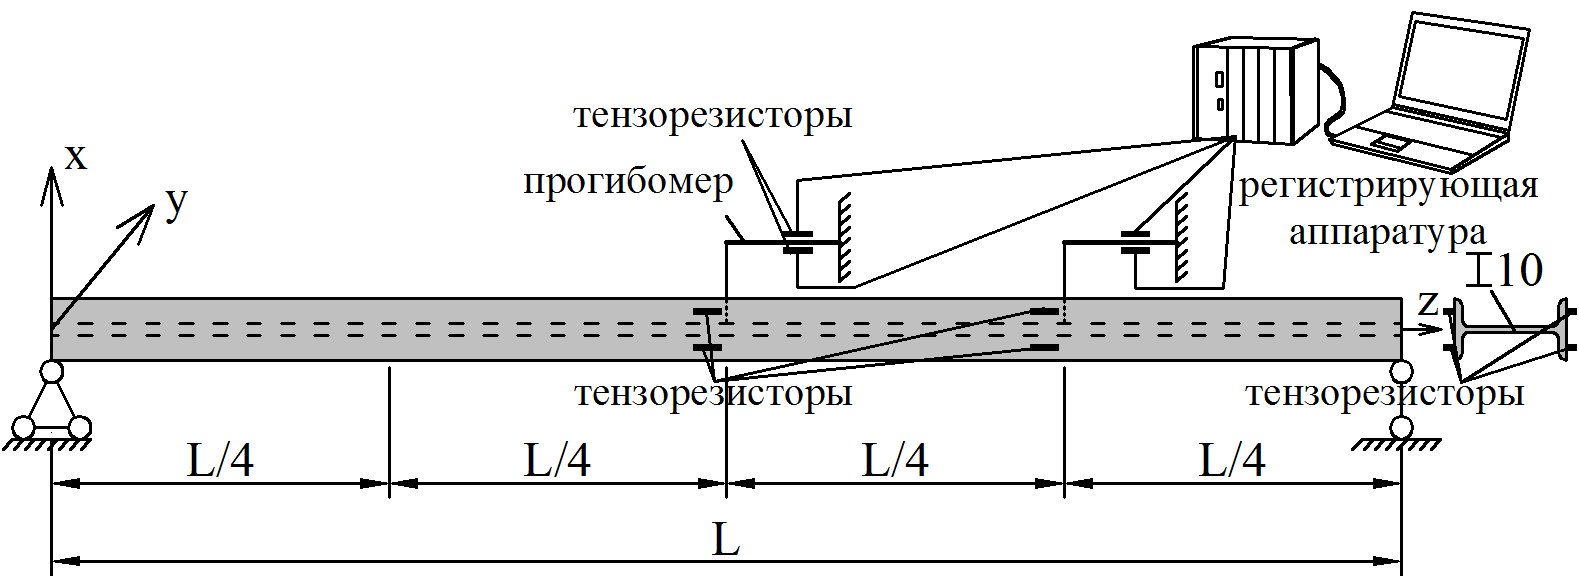 тензорезисторы
x
прогибомер
y
регистрирующая
аппаратура
I10
z
тензорезисторы
тензорезисторы
L/4
L/4
L/4
L/4
L